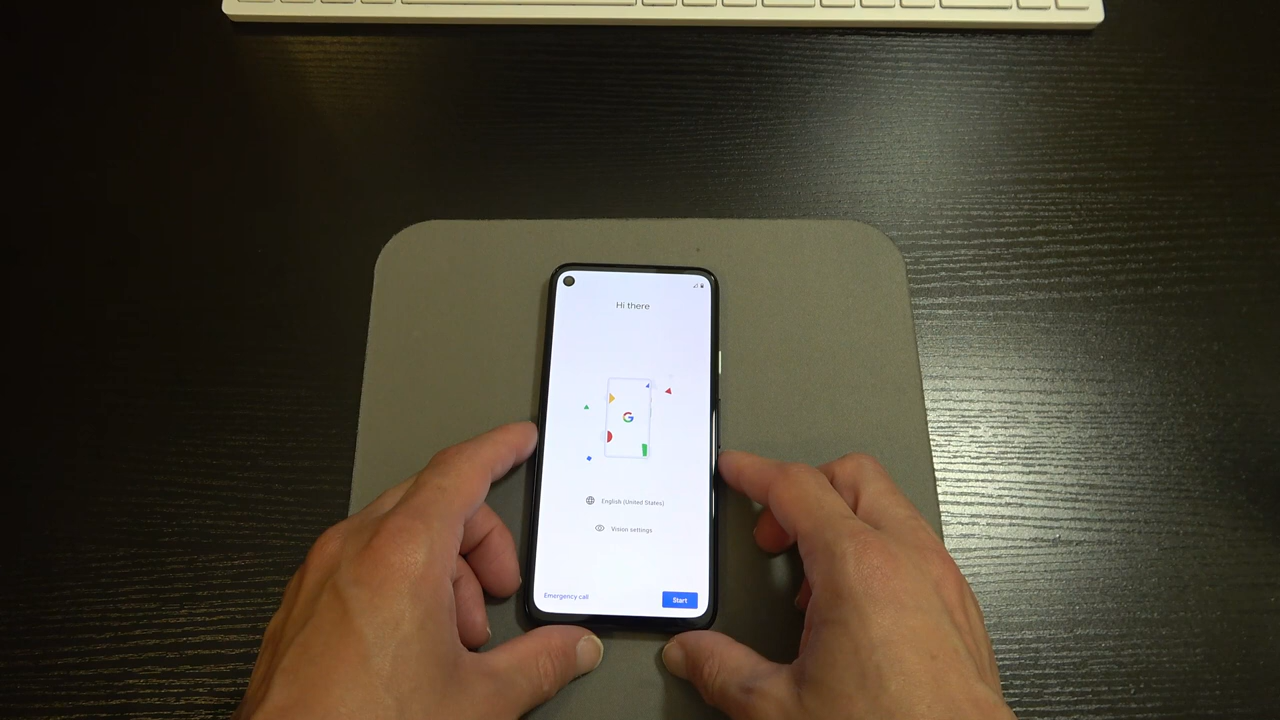 Hi there
G
English (United States)
Vision settings
Emergency call
Start